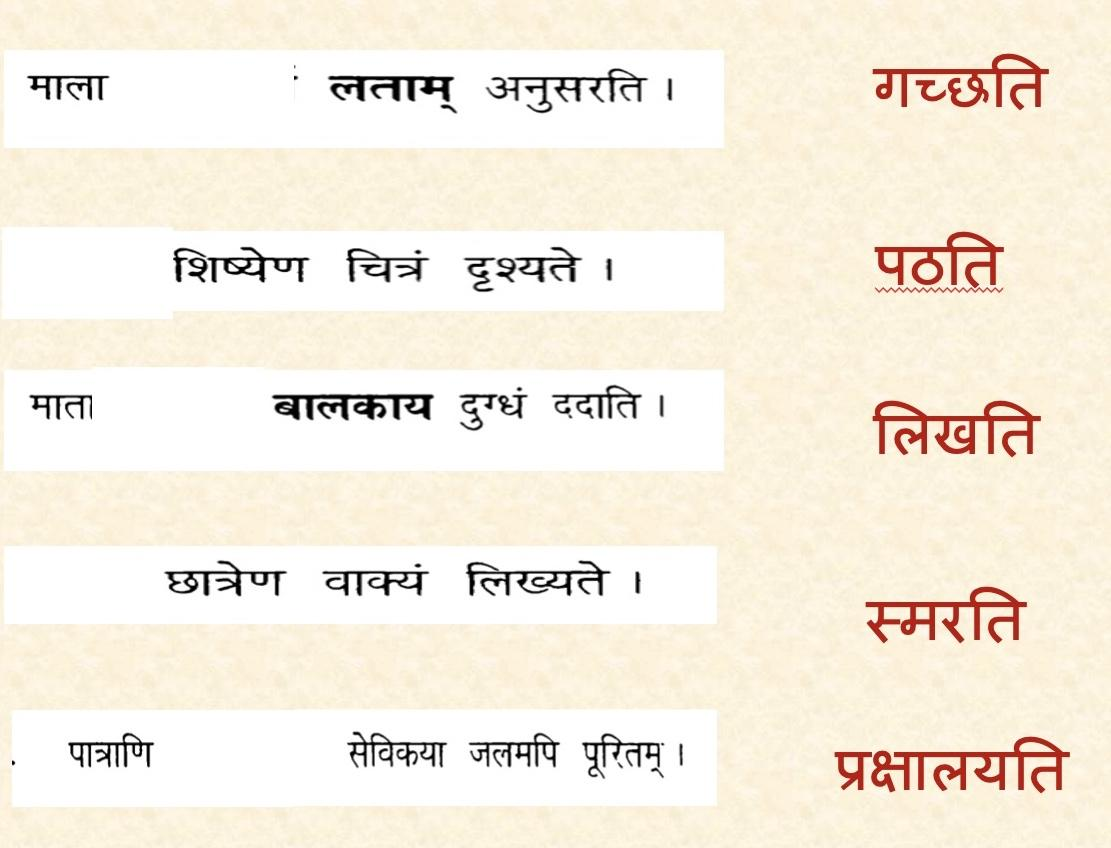 माला लताम् अनुसरति । गच्छति
शिष्येण चित्रं दृश्यते । पठति
माता बालकाय दुग्धं ददाति । लिखति
छात्रेण वाक्यं लिख्यते । स्मरति
पात्राणि सेविकया जलमपि पूरितम् । प्रक्षालयति